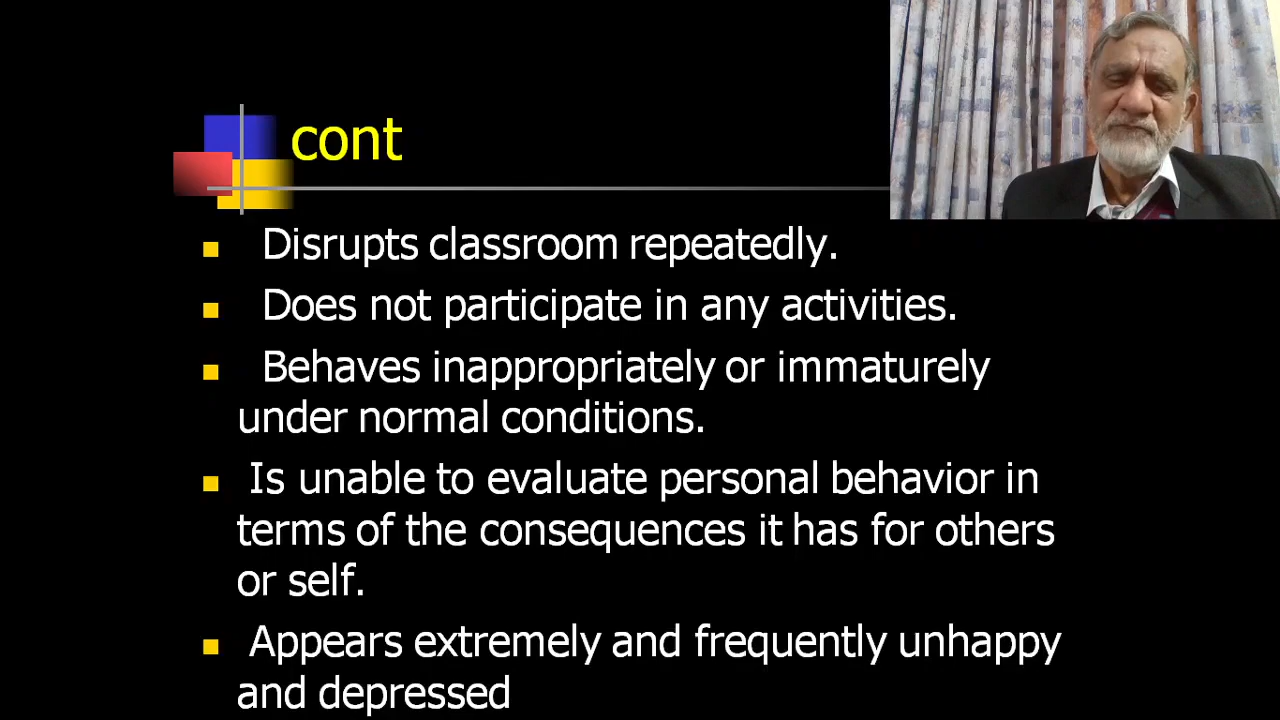 cont
Disrupts classroom repeatedly.
Does not participate in any activities.
Behaves inappropriately or immaturely
under normal conditions.
Is unable to evaluate personal behavior in
terms of the consequences it has for others
or self.
Appears extremely and frequently unhappy
and depressed